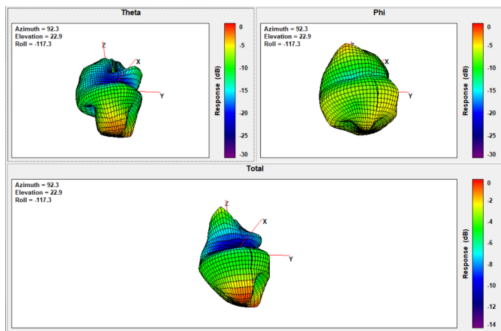 Theta
Azimuth = 92.3
Elevation = 22.9
Roll = -117.3
Z
X
Y
Response (dB)
0
-5
-10
-15
-20
-25
-30
Phi
Azimuth = 92.3
Elevation = 22.9
Roll = -117.3
Z
X
Y
Response (dB)
0
-5
-10
-15
-20
-25
-30
Total
Azimuth = 92.3
Elevation = 22.9
Roll = -117.3
Z
X
Y
Response (dB)
0
-2
-4
-6
-8
-10
-12
-14